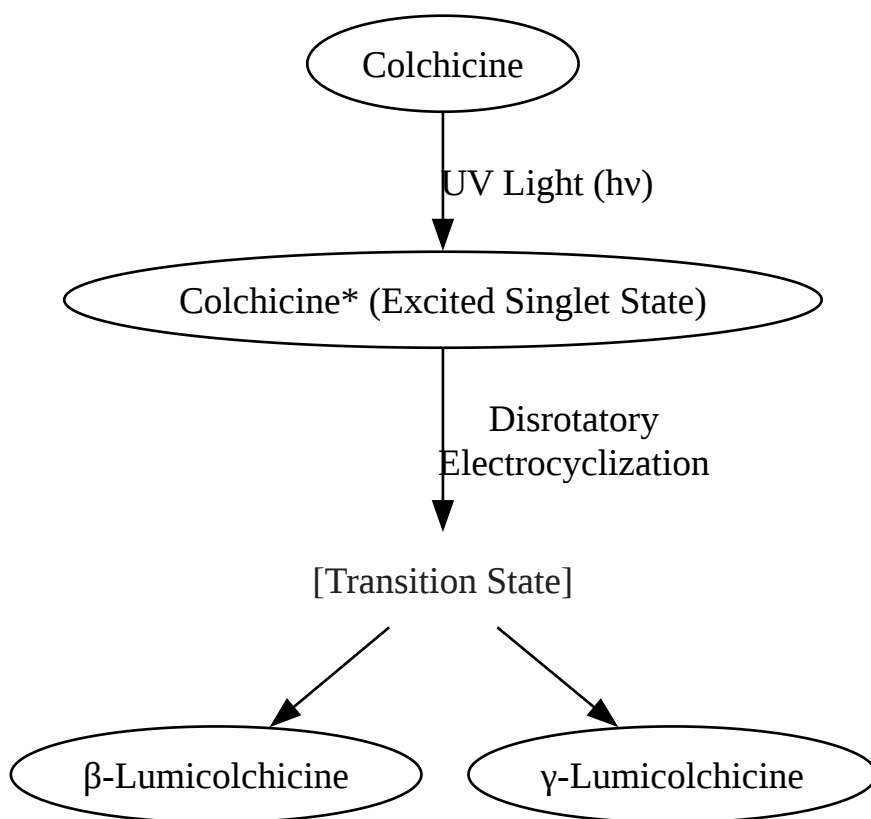 Colchicine
UV Light (hν)
Colchicine* (Excited Singlet State)
Disrotatory
Electrocyclization
[Transition State]
β-Lumicolchicine
γ-Lumicolchicine